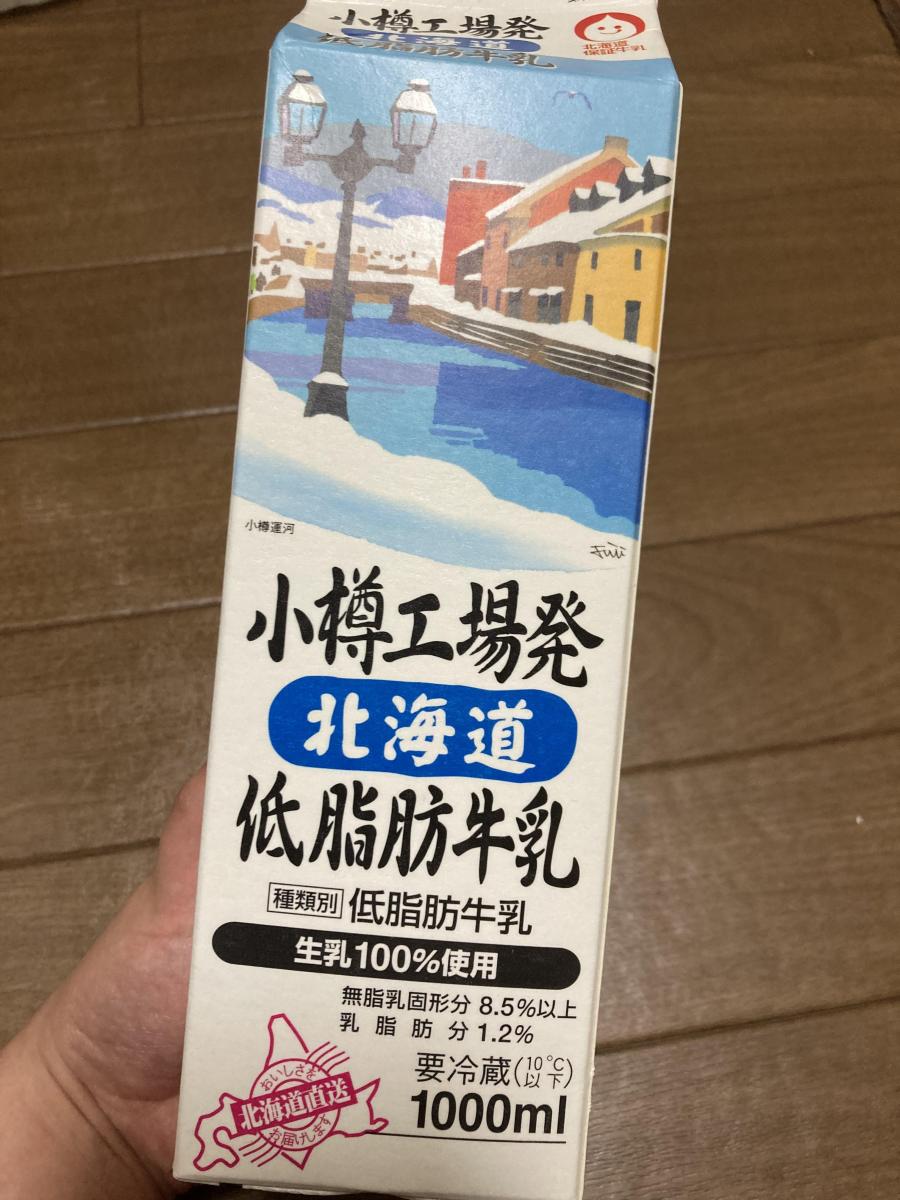 小樽工場発
北海道
低脂肪牛乳
北海道
保証牛乳
小樽運河
小樽工場発
北海道
低脂肪牛乳
種類別 低脂肪牛乳
生乳100%使用
無脂乳固形分 8.5%以上
乳脂肪分 1.2%
要冷蔵(10℃以下)
1000ml
おいしさを
北海道直送
お届けします